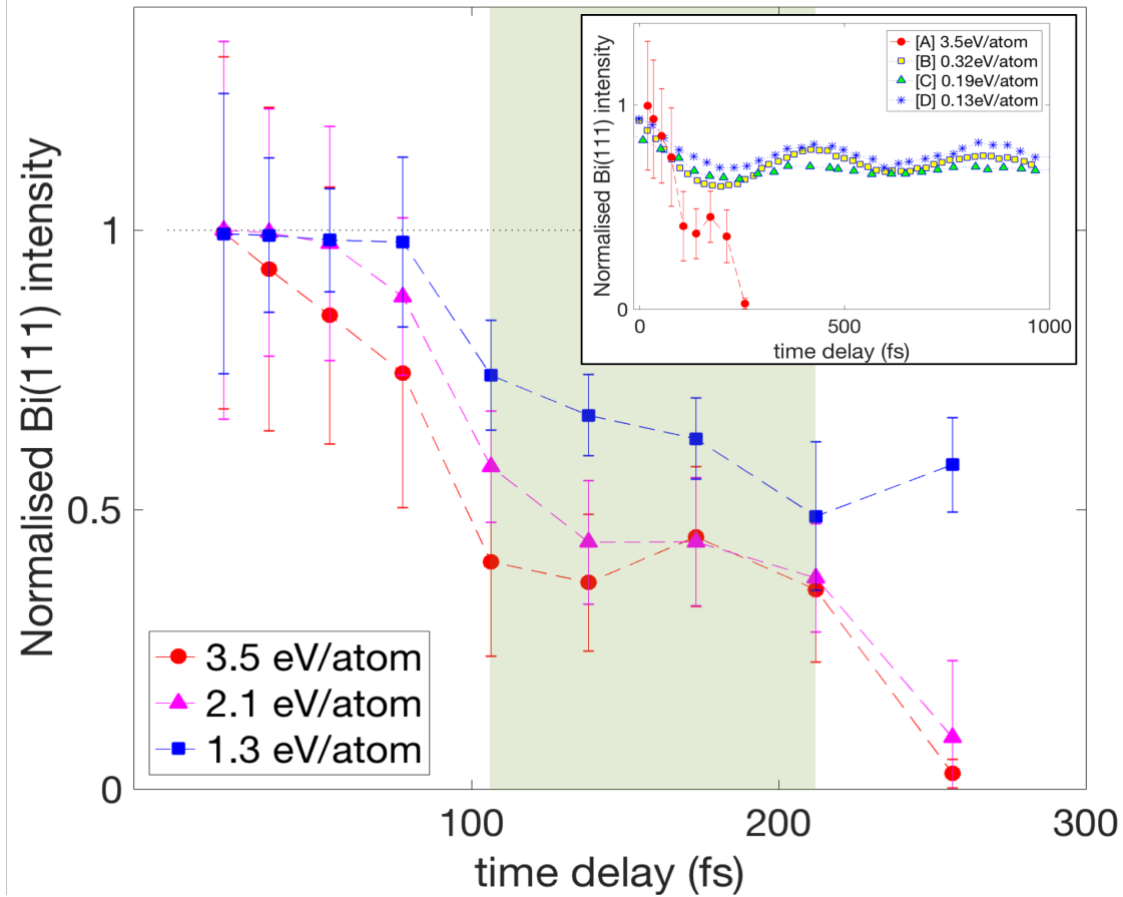 Normalised Bi(111) intensity
1
0.5
0
100
200
300
time delay (fs)
3.5 eV/atom
2.1 eV/atom
1.3 eV/atom
Normalised Bi(111) intensity
1
0
0
500
1000
time delay (fs)
[A] 3.5eV/atom
[B] 0.32eV/atom
[C] 0.19eV/atom
[D] 0.13eV/atom